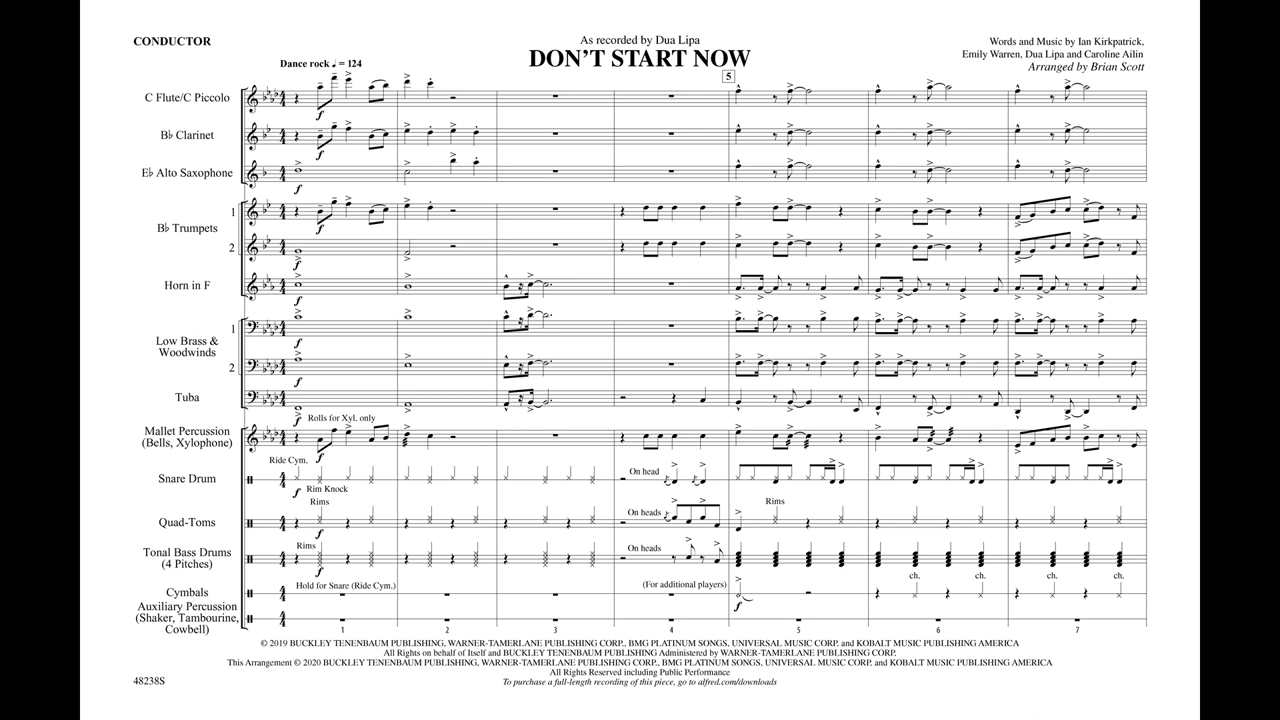 CONDUCTOR
As recorded by Dua Lipa
DON'T START NOW
Words and Music by Ian Kirkpatrick,
Emily Warren, Dua Lipa and Caroline Ailin
Arranged by Brian Scott
Dance rock ♩ = 124
5
C Flute/C Piccolo
f
B♭ Clarinet
f
E♭ Alto Saxophone
f
1
B♭ Trumpets
f
2
f
Horn in F
f
1
Low Brass &
Woodwinds
f
2
f
Tuba
f
Rolls for Xyl. only
Mallet Percussion
(Bells, Xylophone)
f
Ride Cym.
Snare Drum
On head
f
Rim Knock
Rims
Rims
Quad-Toms
On heads
f
Rims
Tonal Bass Drums
(4 Pitches)
On heads
f
ch. ch. ch. ch.
Cymbals
Hold for Snare (Ride Cym.)
(For additional players)
f
Auxiliary Percussion
(Shaker, Tambourine,
Cowbell)
1 2 3 4 5 6 7
© 2019 BUCKLEY TENENBAUM PUBLISHING, WARNER-TAMERLANE PUBLISHING CORP., BMG PLATINUM SONGS, UNIVERSAL MUSIC CORP. and KOBALT MUSIC PUBLISHING AMERICA
All Rights on behalf of Itself and BUCKLEY TENENBAUM PUBLISHING Administered by WARNER-TAMERLANE PUBLISHING CORP.
This Arrangement © 2020 BUCKLEY TENENBAUM PUBLISHING, WARNER-TAMERLANE PUBLISHING CORP., BMG PLATINUM SONGS, UNIVERSAL MUSIC CORP. and KOBALT MUSIC PUBLISHING AMERICA
All Rights Reserved including Public Performance
To purchase a full-length recording of this piece, go to alfred.com/downloads
48238S